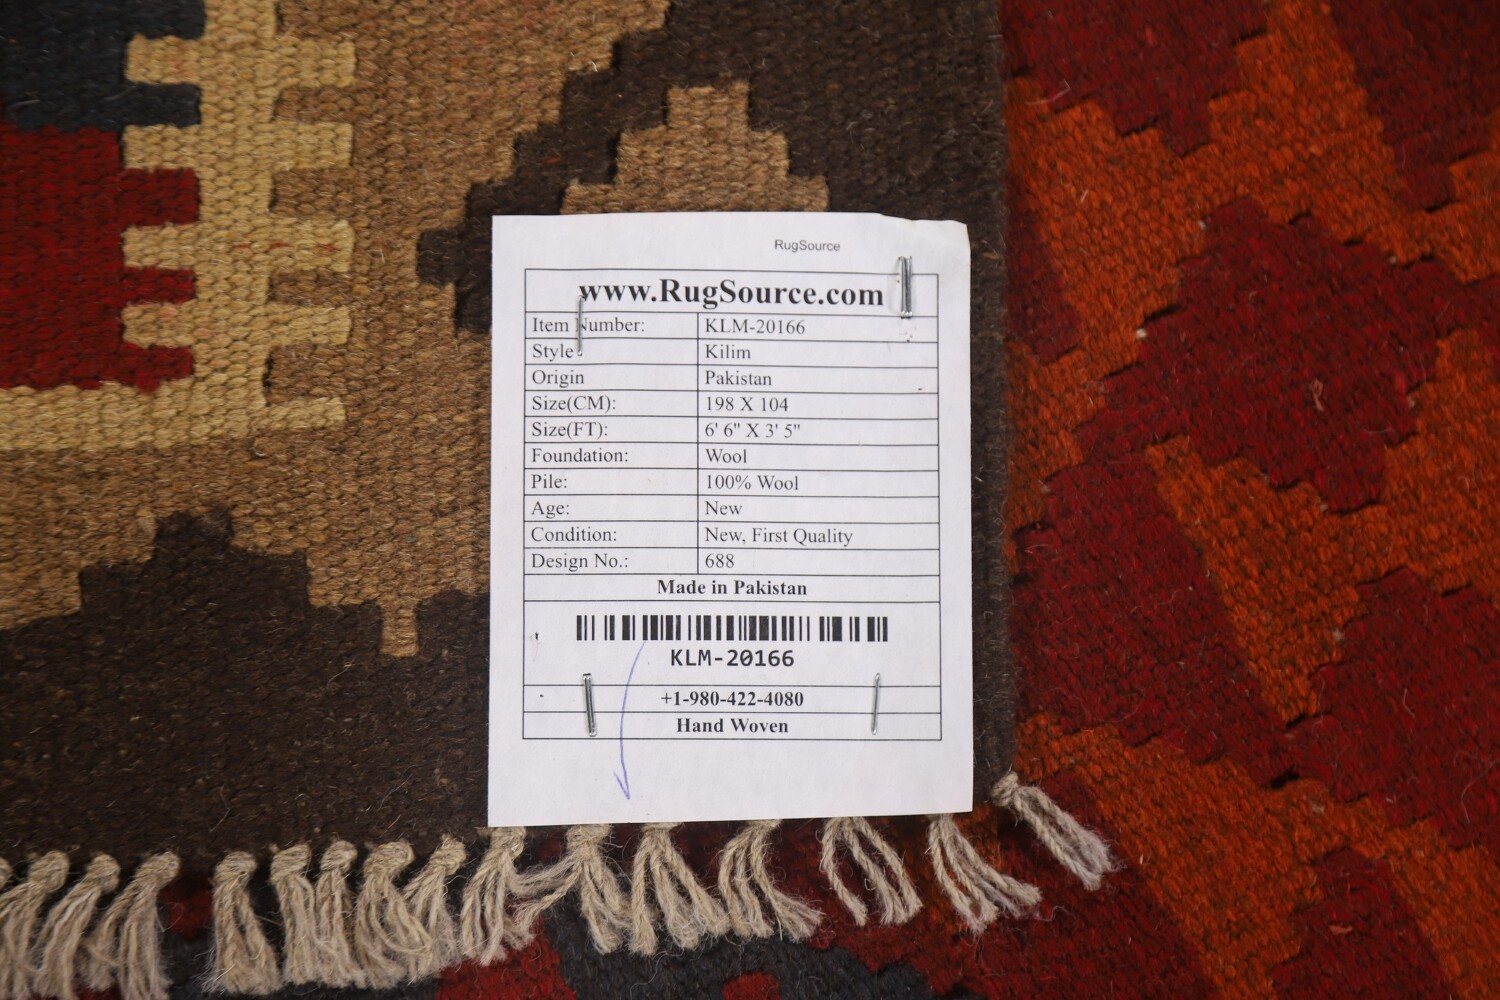 RugSource
www.RugSource.com
Item Number: KLM-20166
Style: Kilim
Origin Pakistan
Size(CM): 198 X 104
Size(FT): 6' 6" X 3' 5"
Foundation: Wool
Pile: 100% Wool
Age: New
Condition: New, First Quality
Design No.: 688
Made in Pakistan
KLM-20166
+1-980-422-4080
Hand Woven